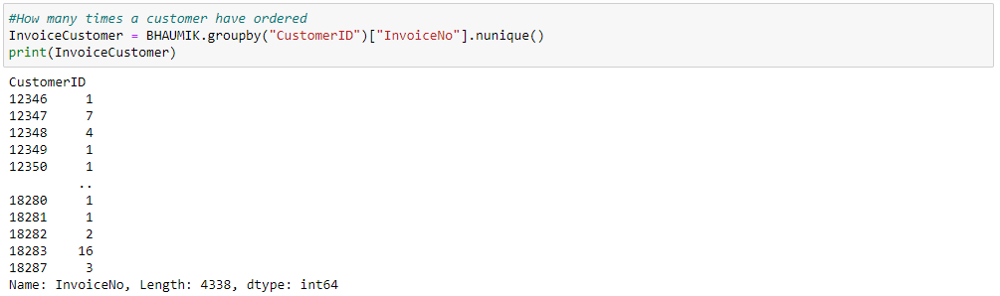 #How many times a customer have ordered
InvoiceCustomer = BHAUMIK.groupby("CustomerID")["InvoiceNo"].nunique()
print(InvoiceCustomer)
CustomerID
12346     1
12347     7
12348     4
12349     1
12350     1
         ..
18280     1
18281     1
18282     2
18283    16
18287     3
Name: InvoiceNo, Length: 4338, dtype: int64